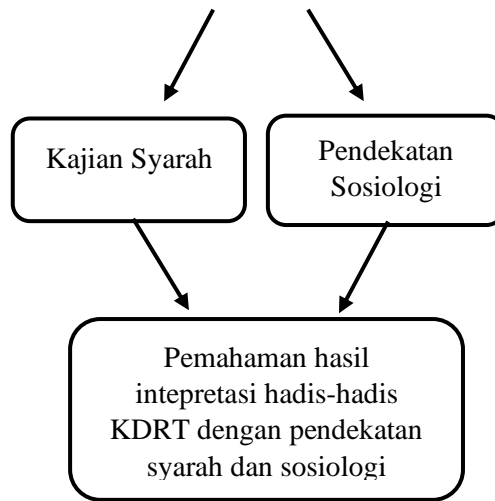 Kajian Syarah
Pendekatan
Sosiologi
Pemahaman hasil
intepretasi hadis-hadis
KDRT dengan pendekatan
syarah dan sosiologi